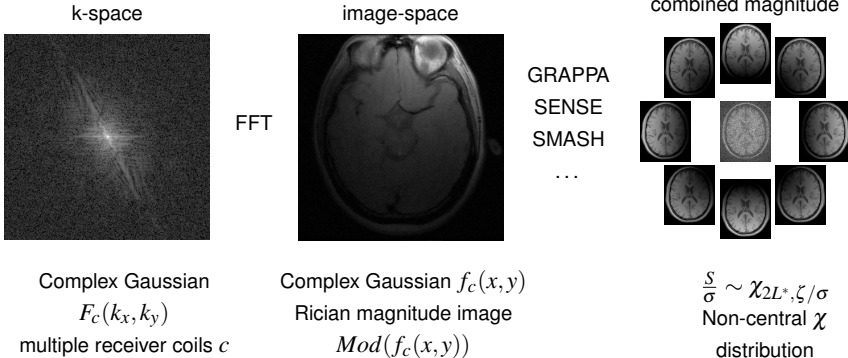 k-space
FFT
Complex Gaussian
F_c(k_x,k_y)
multiple receiver coils c
image-space
Complex Gaussian f_c(x,y)
Rician magnitude image
Mod(f_c(x,y))
GRAPPA
SENSE
SMASH
...
combined magnitude
S/σ ∼ χ_{2L*,ζ/σ}
Non-central χ
distribution